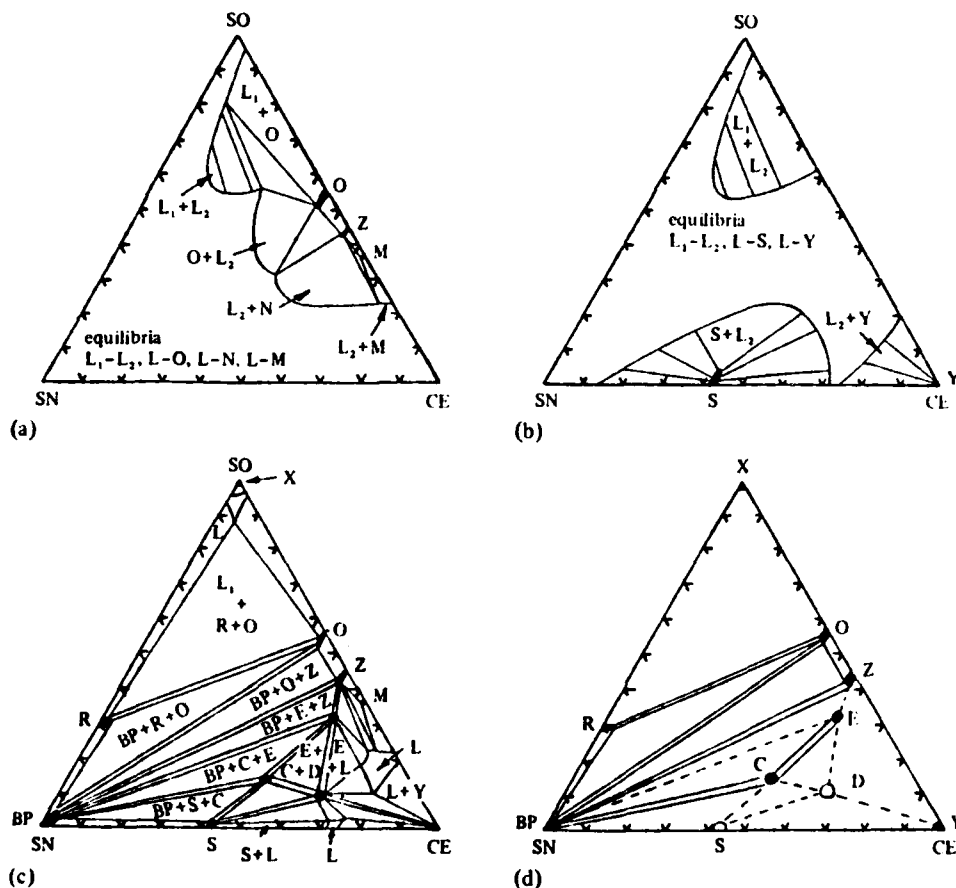 SO
L₁
+
O
O
Z
M
L₁+L₂
O+L₂
L₂+N
L₂+M
equilibria
L₁-L₂, L-O, L-N, L-M
SN
CE
(a)
SO
L₁
+
L₂
equilibria
L₁-L₂, L-S, L-Y
S+L₂
L₂+Y
Y
SN
S
CE
(b)
SO
X
L
L₁
+
R+O
O
Z
M
R
BP+R+O
BP+O+Z
BP+E+Z
BP+C+E
BP+S+C
E+
E
C+D+L
L
L+Y
BP
SN
S
S+L
L
CE
(c)
X
O
Z
R
E
C
D
BP
SN
S
Y
CE
(d)